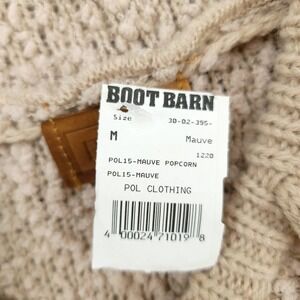 BOOT BARN
Size 30-02-395-
M Mauve
1220
POL15-MAUVE POPCORN
POL15-MAUVE
POL CLOTHING
4 00024 71019 8